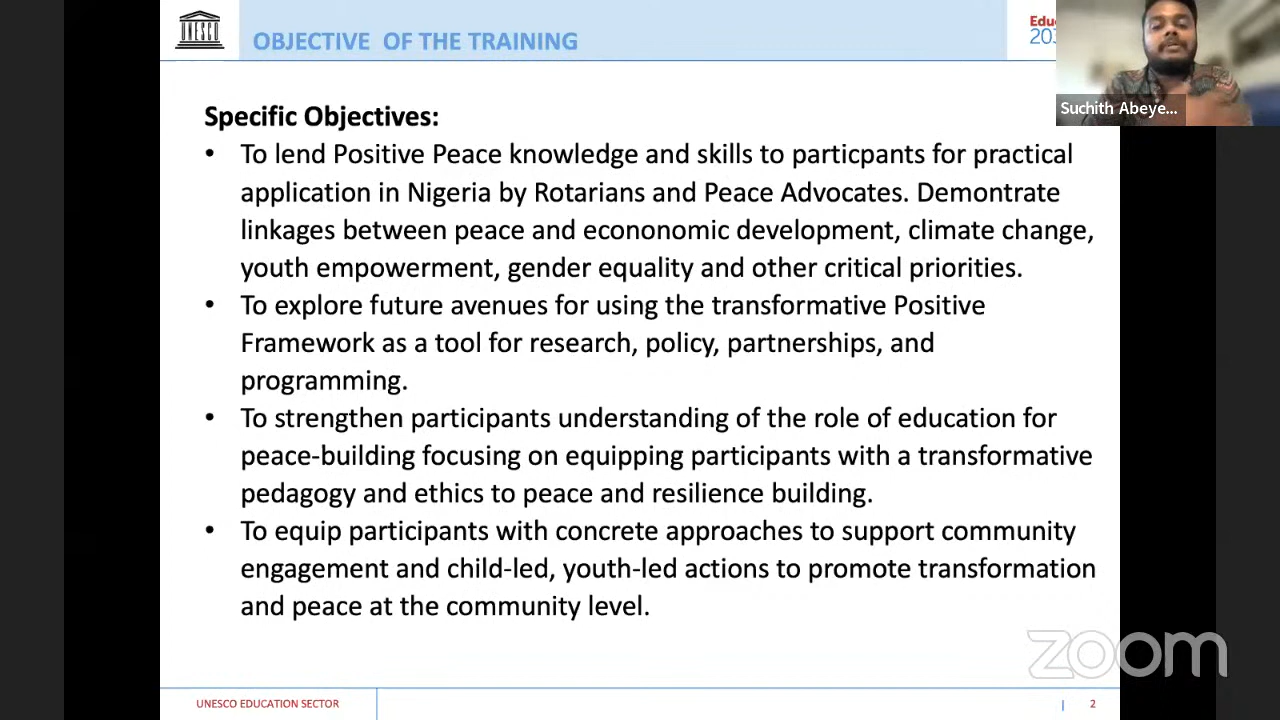 UNESCO
OBJECTIVE OF THE TRAINING
Suchith Abeye...
Specific Objectives:
• To lend Positive Peace knowledge and skills to particpants for practical
application in Nigeria by Rotarians and Peace Advocates. Demontrate
linkages between peace and econonomic development, climate change,
youth empowerment, gender equality and other critical priorities.
• To explore future avenues for using the transformative Positive
Framework as a tool for research, policy, partnerships, and
programming.
• To strengthen participants understanding of the role of education for
peace-building focusing on equipping participants with a transformative
pedagogy and ethics to peace and resilience building.
• To equip participants with concrete approaches to support community
engagement and child-led, youth-led actions to promote transformation
and peace at the community level.
zoom
UNESCO EDUCATION SECTOR
| 2